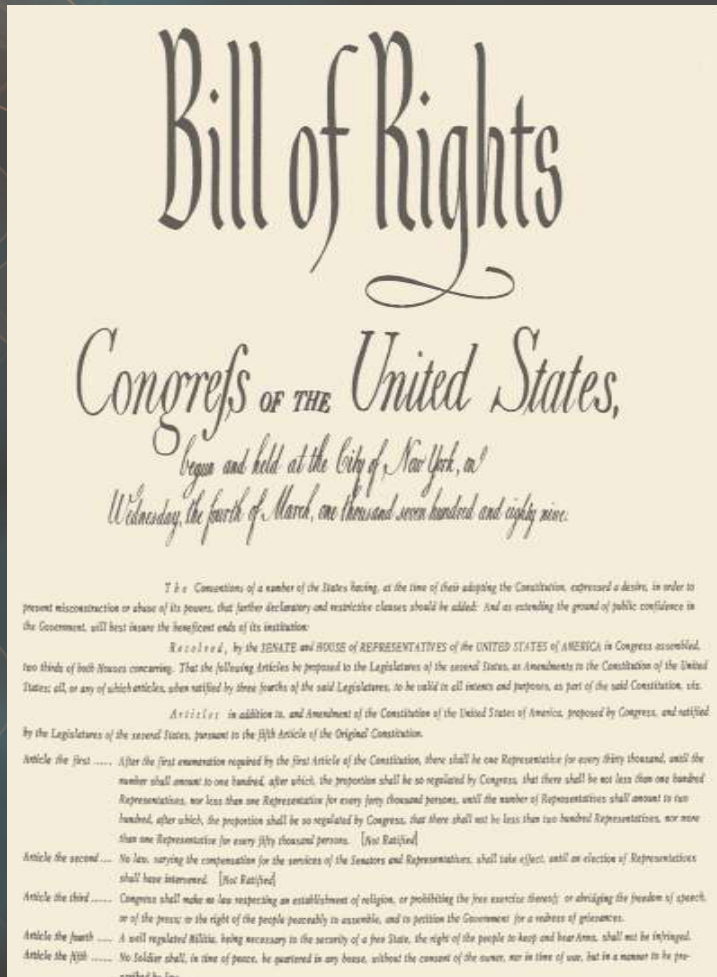 Bill of Rights
Congreſs OF THE United States,
begun and held at the City of New York, on
Wednesday, the fourth of March, one thousand seven hundred and eighty nine.
The Conventions of a number of the States having, at the time of their adopting the Constitution, expressed a desire, in order to
prevent misconstruction or abuse of its powers, that further declaratory and restrictive clauses should be added: And as extending the ground of public confidence in
the Government, will best insure the beneficent ends of its institution:
Resolved, by the SENATE and HOUSE of REPRESENTATIVES of the UNITED STATES of AMERICA in Congress assembled,
two thirds of both Houses concurring. That the following Articles be proposed to the Legislatures of the several States, as Amendments to the Constitution of the United
States; all, or any of which articles, when ratified by three fourths of the said Legislatures, to be valid to all intents and purposes, as part of the said Constitution, viz.
Articles in addition to, and Amendment of the Constitution of the United States of America, proposed by Congress, and ratified
by the Legislatures of the several States, pursuant to the fifth Article of the Original Constitution.
Article the first ...... After the first enumeration required by the first Article of the Constitution, there shall be one Representative for every thirty thousand, until the
number shall amount to one hundred, after which, the proportion shall be so regulated by Congress, that there shall be not less than one hundred
Representatives, nor less than one Representative for every forty thousand persons, until the number of Representatives shall amount to two
hundred, after which, the proportion shall be so regulated by Congress, that there shall not be less than two hundred Representatives, nor more
than one Representative for every fifty thousand persons. [Not Ratified]
Article the second .... No law, varying the compensation for the services of the Senators and Representatives, shall take effect, until an election of Representatives
shall have intervened. [Not Ratified]
Article the third ....... Congress shall make no law respecting an establishment of religion, or prohibiting the free exercise thereof; or abridging the freedom of speech,
or of the press; or the right of the people peaceably to assemble, and to petition the Government for a redress of grievances.
Article the fourth ..... A well regulated Militia, being necessary to the security of a free State, the right of the people to keep and bear Arms, shall not be infringed.
Article the fifth ....... No Soldier shall, in time of peace, be quartered in any house, without the consent of the owner, nor in time of war, but in a manner to be pre-
scribed by law.